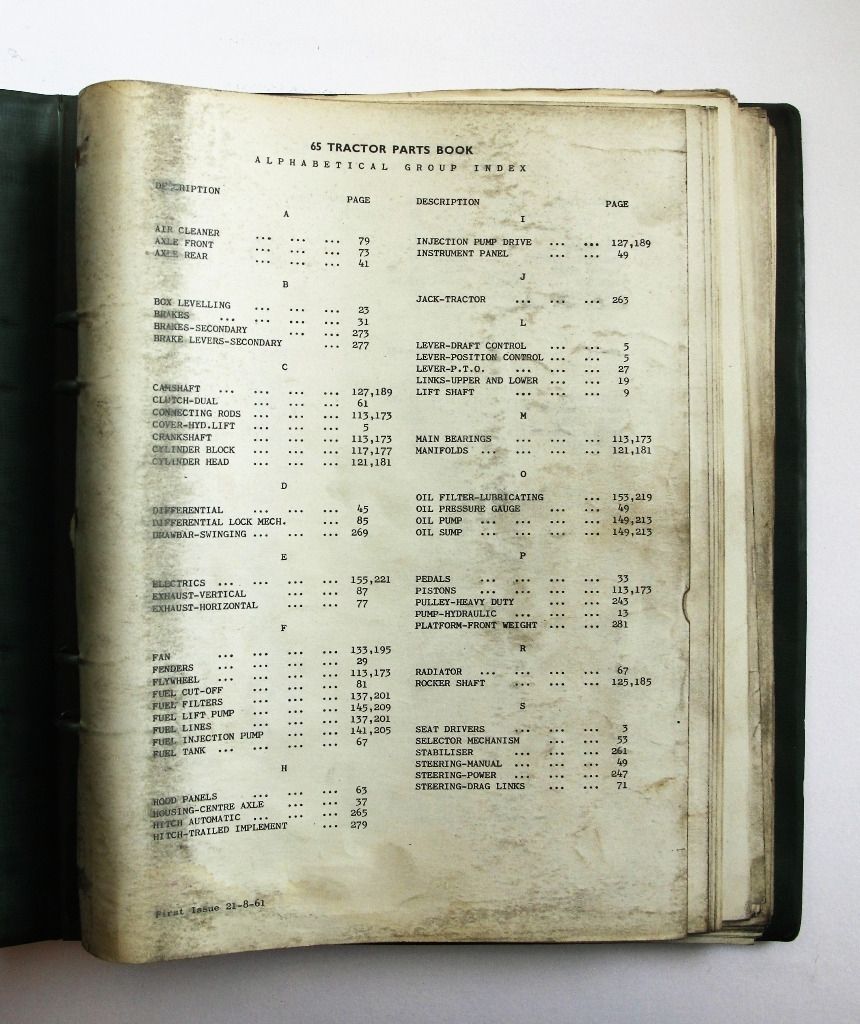 65 TRACTOR PARTS BOOK
ALPHABETICAL GROUP INDEX
DESCRIPTION PAGE
A
AIR CLEANER ... ... ... 79
AXLE FRONT ... ... ... 73
AXLE REAR ... ... ... 41
B
BOX LEVELLING ... ... ... 23
BRAKES ... ... ... ... 31
BRAKES-SECONDARY ... ... 273
BRAKE LEVERS-SECONDARY ... 277
C
CAMSHAFT ... ... ... ... 127,189
CLUTCH-DUAL ... ... ... 61
CONNECTING RODS ... ... ... 113,173
COVER-HYD.LIFT ... ... ... 5
CRANKSHAFT ... ... ... 113,173
CYLINDER BLOCK ... ... ... 117,177
CYLINDER HEAD ... ... ... 121,181
D
DIFFERENTIAL ... ... ... 45
DIFFERENTIAL LOCK MECH. ... 85
DRAWBAR-SWINGING ... ... ... 269
E
ELECTRICS ... ... ... ... 155,221
EXHAUST-VERTICAL ... ... 87
EXHAUST-HORIZONTAL ... ... 77
F
FAN ... ... ... ... 133,195
FENDERS ... ... ... ... 29
FLYWHEEL ... ... ... ... 113,173
FUEL CUT-OFF ... ... ... 81
FUEL FILTERS ... ... ... 137,201
FUEL LIFT PUMP ... ... ... 145,209
FUEL LINES ... ... ... 137,201
FUEL INJECTION PUMP ... ... 141,205
FUEL TANK ... ... ... ... 67
H
HOOD PANELS ... ... ... 63
HOUSING-CENTRE AXLE ... ... 37
HITCH AUTOMATIC ... ... ... 265
HITCH-TRAILED IMPLEMENT ... 279
First Issue 21-8-61
DESCRIPTION PAGE
I
INJECTION PUMP DRIVE ... ... 127,189
INSTRUMENT PANEL ... ... 49
J
JACK-TRACTOR ... ... ... 263
L
LEVER-DRAFT CONTROL ... ... 5
LEVER-POSITION CONTROL ... ... 5
LEVER-P.T.O. ... ... ... 27
LINKS-UPPER AND LOWER ... ... 19
LIFT SHAFT ... ... ... 9
M
MAIN BEARINGS ... ... ... 113,173
MANIFOLDS ... ... ... ... 121,181
O
OIL FILTER-LUBRICATING ... 153,219
OIL PRESSURE GAUGE ... ... 49
OIL PUMP ... ... ... ... 149,213
OIL SUMP ... ... ... ... 149,213
P
PEDALS ... ... ... ... 33
PISTONS ... ... ... ... 113,173
PULLEY-HEAVY DUTY ... ... 243
PUMP-HYDRAULIC ... ... ... 13
PLATFORM-FRONT WEIGHT ... ... 281
R
RADIATOR ... ... ... ... 67
ROCKER SHAFT ... ... ... 125,185
S
SEAT DRIVERS ... ... ... 3
SELECTOR MECHANISM ... ... 53
STABILISER ... ... ... 261
STEERING-MANUAL ... ... ... 49
STEERING-POWER ... ... ... 247
STEERING-DRAG LINKS ... ... 71